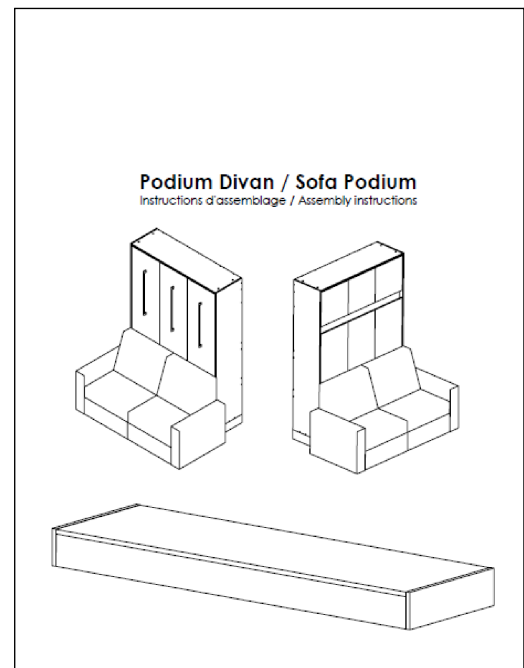 Podium Divan / Sofa Podium
Instructions d'assemblage / Assembly instructions